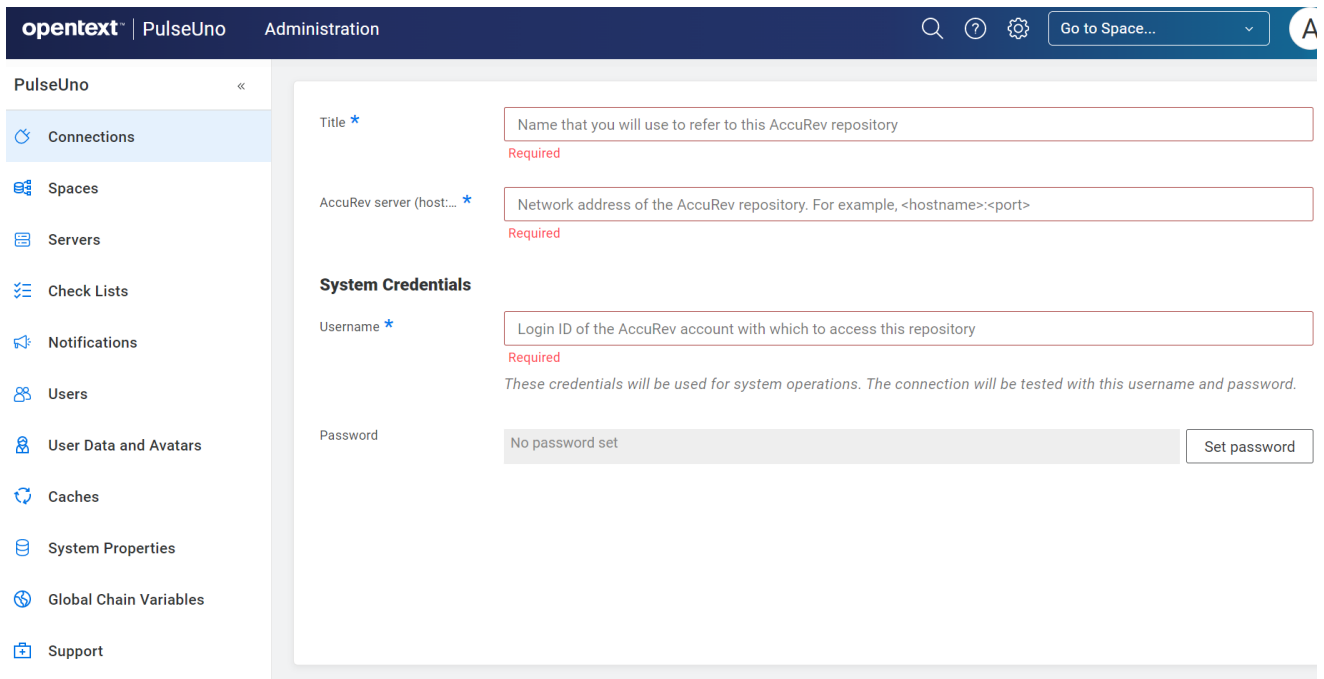 opentext™ | PulseUno Administration Go to Space... A
PulseUno «
Connections
Spaces
Servers
Check Lists
Notifications
Users
User Data and Avatars
Caches
System Properties
Global Chain Variables
Support
Title * Name that you will use to refer to this AccuRev repository
Required
AccuRev server (host:... * Network address of the AccuRev repository. For example, <hostname>:<port>
Required
System Credentials
Username * Login ID of the AccuRev account with which to access this repository
Required
These credentials will be used for system operations. The connection will be tested with this username and password.
Password No password set Set password